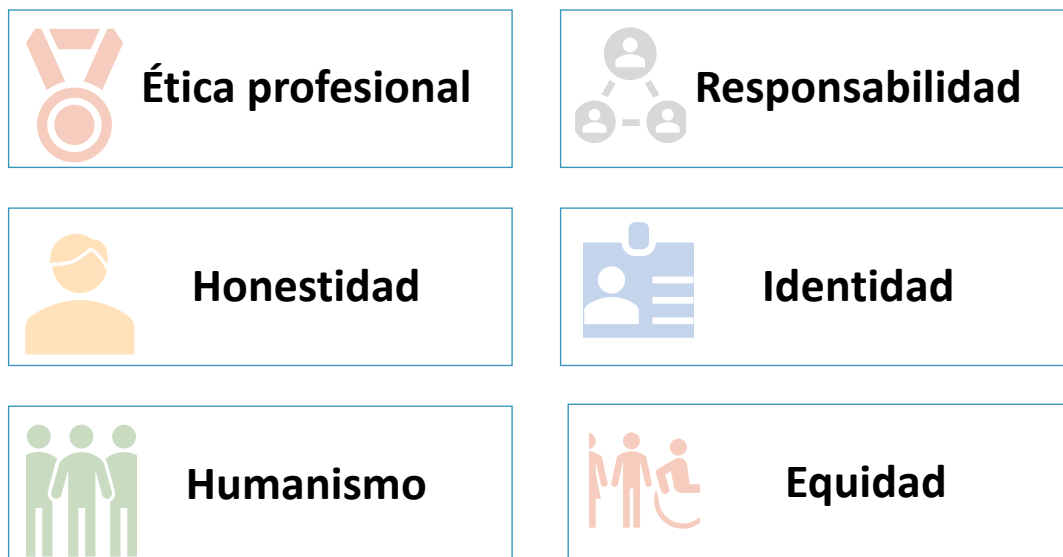 Ética profesional
Responsabilidad
Honestidad
Identidad
Humanismo
Equidad